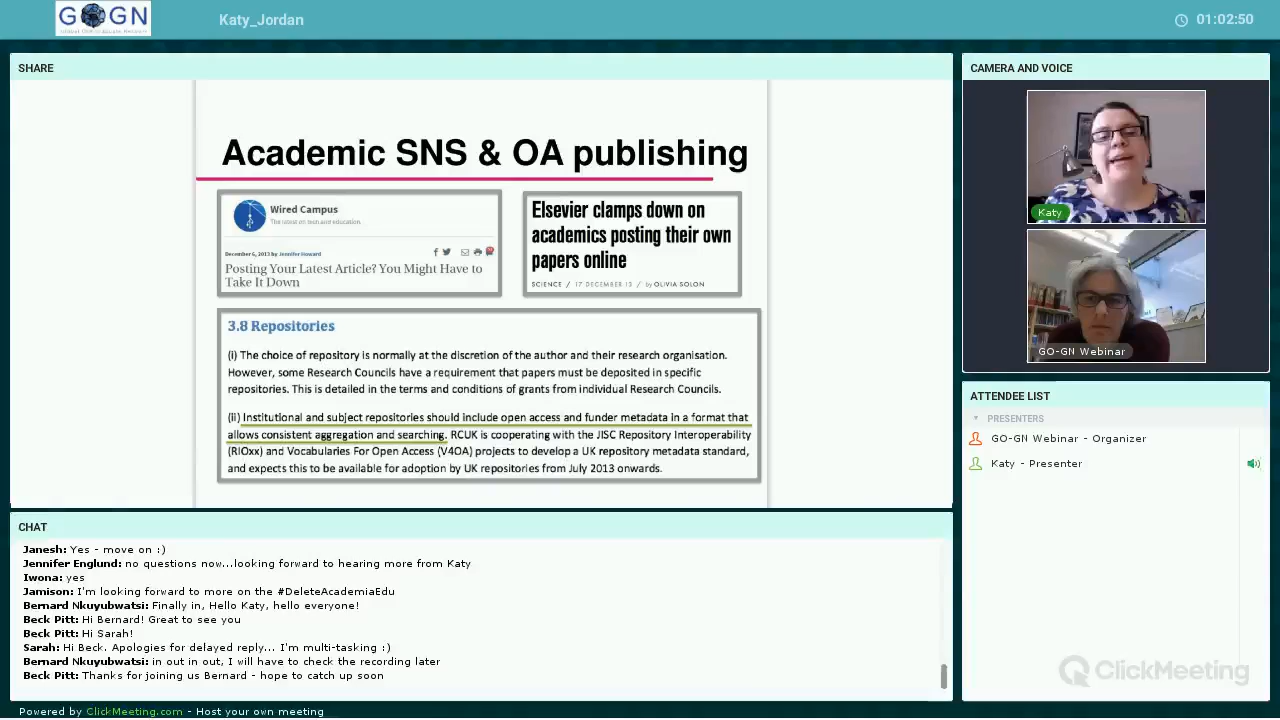 GOGN
Katy_Jordan
01:02:50
SHARE
Academic SNS & OA publishing
Wired Campus
The latest on tech and education.
December 6, 2013 by Jennifer Howard
Posting Your Latest Article? You Might Have to
Take It Down
Elsevier clamps down on
academics posting their own
papers online
SCIENCE / 17 DECEMBER 13 / by OLIVIA SOLON
3.8 Repositories
(i) The choice of repository is normally at the discretion of the author and their research organisation.
However, some Research Councils have a requirement that papers must be deposited in specific
repositories. This is detailed in the terms and conditions of grants from individual Research Councils.
(ii) Institutional and subject repositories should include open access and funder metadata in a format that
allows consistent aggregation and searching. RCUK is cooperating with the JISC Repository Interoperability
(RIOxx) and Vocabularies For Open Access (V4OA) projects to develop a UK repository metadata standard,
and expects this to be available for adoption by UK repositories from July 2013 onwards.
CAMERA AND VOICE
Katy
GO-GN Webinar
ATTENDEE LIST
PRESENTERS
GO-GN Webinar - Organizer
Katy - Presenter
CHAT
Janesh: Yes - move on :)
Jennifer Englund: no questions now...looking forward to hearing more from Katy
Iwona: yes
Jamison: I'm looking forward to more on the #DeleteAcademiaEdu
Bernard Nkuyubwatsi: Finally in, Hello Katy, hello everyone!
Beck Pitt: Hi Bernard! Great to see you
Beck Pitt: Hi Sarah!
Sarah: Hi Beck. Apologies for delayed reply... I'm multi-tasking :)
Bernard Nkuyubwatsi: in out in out, I will have to check the recording later
Beck Pitt: Thanks for joining us Bernard - hope to catch up soon
ClickMeeting
Powered by ClickMeeting.com - Host your own meeting